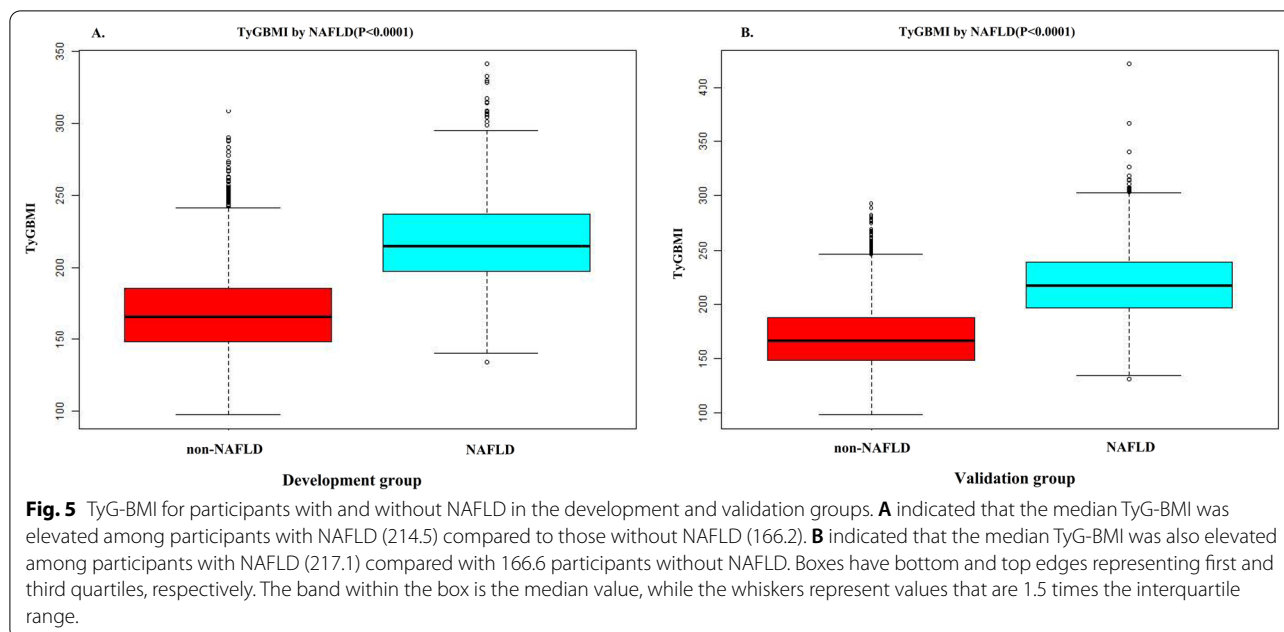 A.
TyGBMI by NAFLD(P<0.0001)
350
300
250
200
150
100
TyGBMI
non-NAFLD
NAFLD
Development group
B.
TyGBMI by NAFLD(P<0.0001)
400
350
300
250
200
150
100
TyGBMI
non-NAFLD
NAFLD
Validation group
Fig. 5 TyG-BMI for participants with and without NAFLD in the development and validation groups. A indicated that the median TyG-BMI was
elevated among participants with NAFLD (214.5) compared to those without NAFLD (166.2). B indicated that the median TyG-BMI was also elevated
among participants with NAFLD (217.1) compared with 166.6 participants without NAFLD. Boxes have bottom and top edges representing first and
third quartiles, respectively. The band within the box is the median value, while the whiskers represent values that are 1.5 times the interquartile
range.